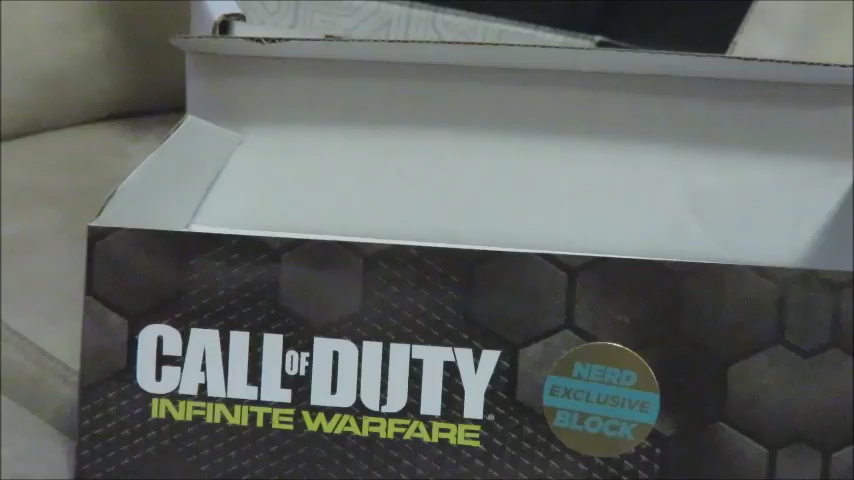 CALL OF DUTY
INFINITE WARFARE
NERD
EXCLUSIVE
BLOCK